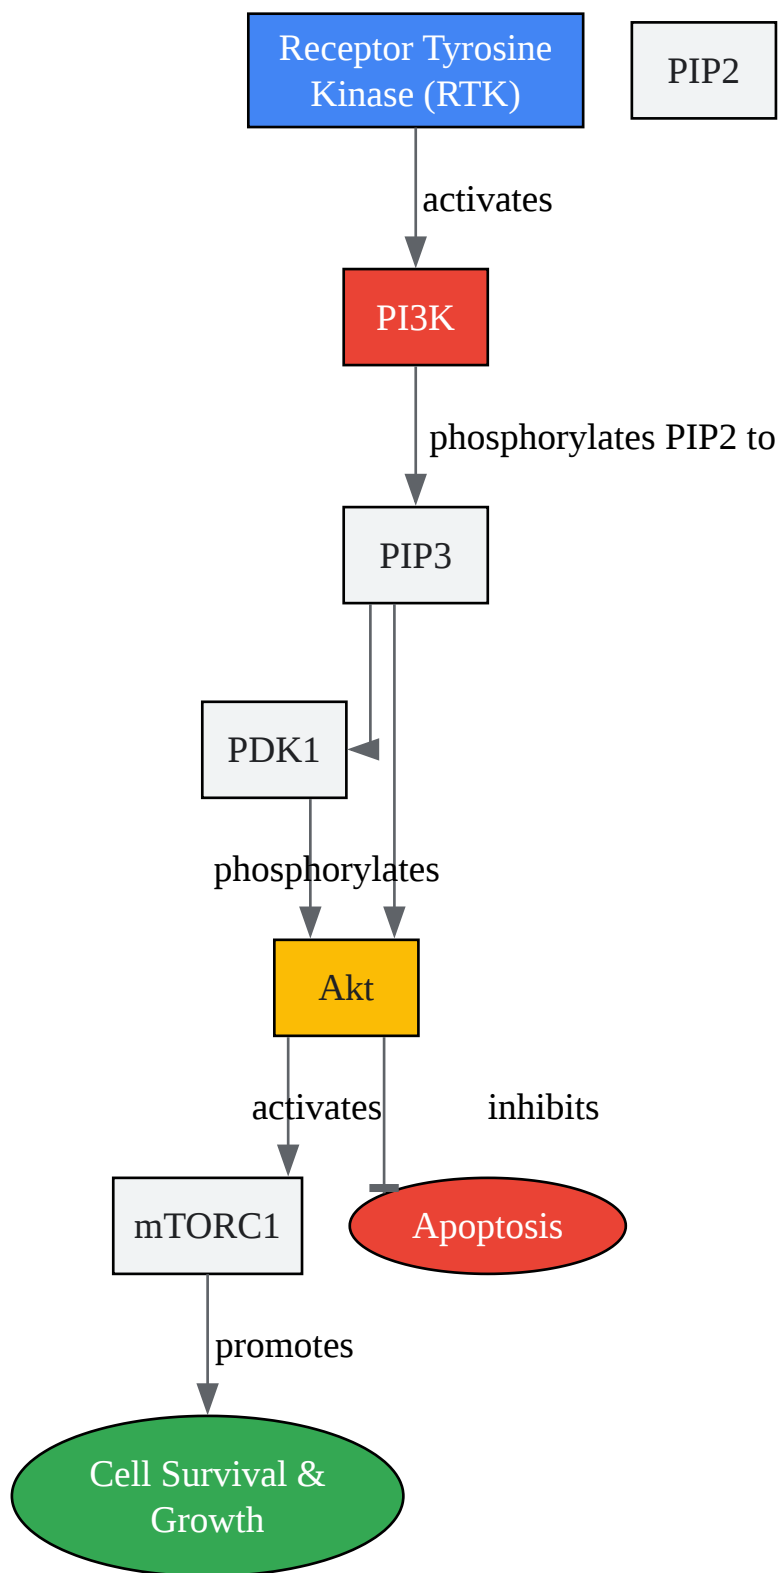 Receptor Tyrosine
Kinase (RTK)
PIP2
activates
PI3K
phosphorylates PIP2 to
PIP3
PDK1
phosphorylates
Akt
activates
inhibits
mTORC1
Apoptosis
promotes
Cell Survival &
Growth